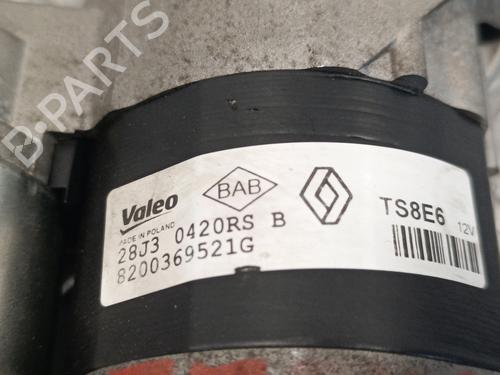 B-PARTS
Valeo
BAB
MADE IN POLAND
TS8E6
12V
28J3 0420RS B
8200369521G